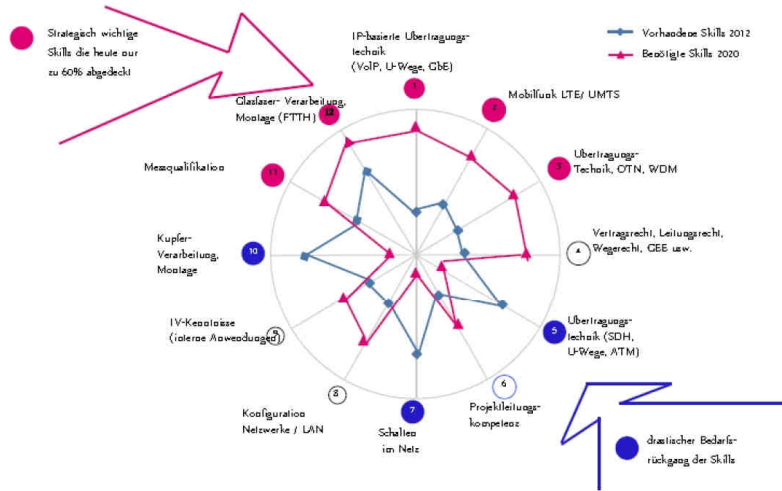 Strategisch wichtige
Skills die heute nur
zu 60% abgedeckt
IP-basierte Übertragungs-
technik
(VoIP, U-Wege, GbE)
Vorhandene Skills 2012
Benötigte Skills 2020
1
2
Mobilfunk LTE/ UMTS
3
Übertragungs-
Technik, OTN, WDM
4
Vertragsrecht, Leitungsrecht,
Wegerecht, GEE usw.
5
Übertragungs-
technik (SDH,
U-Wege, ATM)
6
Projektleitungs-
kompetenz
7
Schalten
im Netz
8
Konfiguration
Netzwerke / LAN
9
IV-Kenntnisse
(interne Anwendungen)
10
Kupfer-
Verarbeitung,
Montage
11
Messqualifikation
12
Glasfaser- Verarbeitung,
Montage (FTTH)
drastischer Bedarfs-
rückgang der Skills